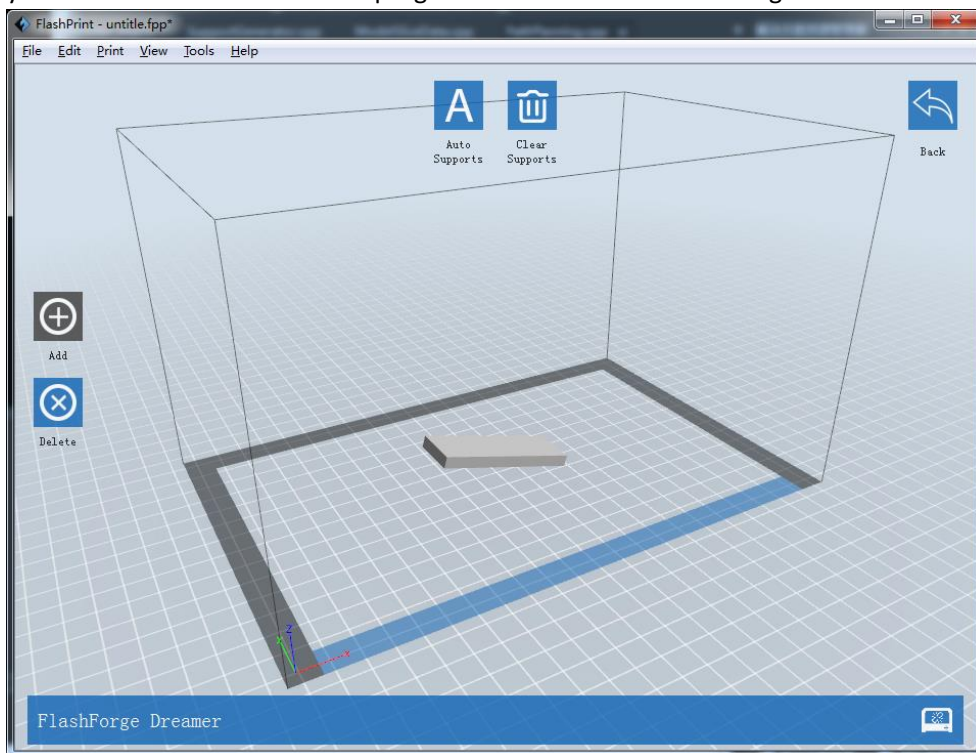 FlashPrint - untitle.fpp*
File Edit Print View Tools Help
A
Auto
Supports
Clear
Supports
Back
Add
Delete
Z
X
FlashForge Dreamer